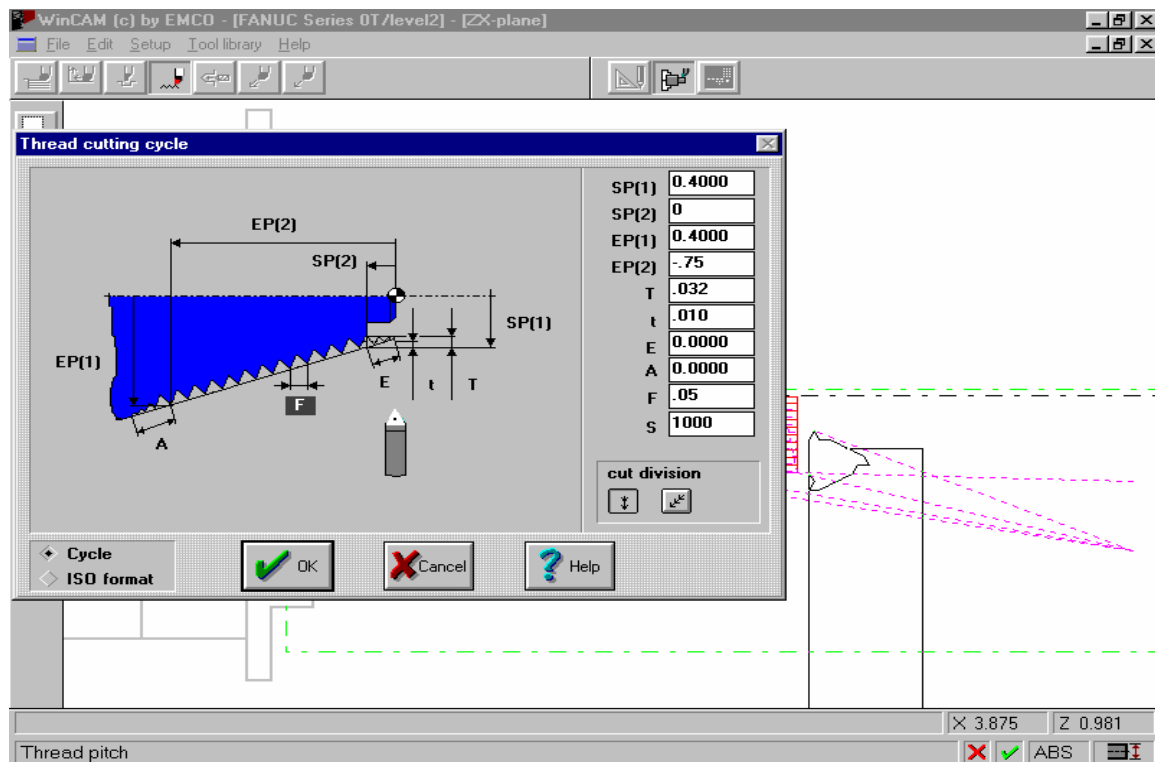 WinCAM (c) by EMCO - [FANUC Series 0T/level2] - [ZX-plane]
File Edit Setup Tool library Help
Thread cutting cycle
EP(2)
SP(2)
SP(1)
EP(1)
E
t
T
F
A
SP(1) 0.4000
SP(2) 0
EP(1) 0.4000
EP(2) -.75
T .032
t .010
E 0.0000
A 0.0000
F .05
S 1000
cut division
Cycle
ISO format
OK
Cancel
Help
X 3.875 Z 0.981
Thread pitch ABS